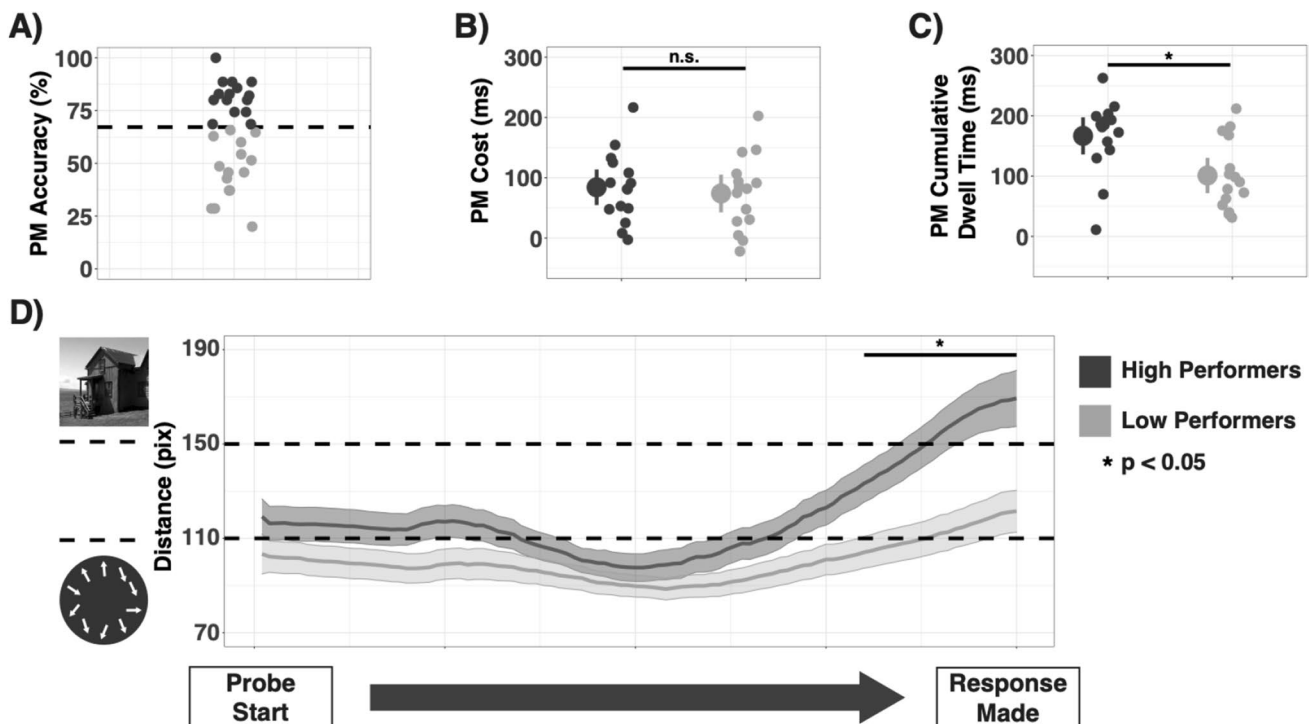 A)
PM Accuracy (%)
100
75
50
25
0
B)
PM Cost (ms)
300
200
100
0
n.s.
C)
PM Cumulative
Dwell Time (ms)
300
200
100
0
*
D)
Distance (pix)
190
150
110
70
*
High Performers
Low Performers
* p < 0.05
Probe
Start
Response
Made